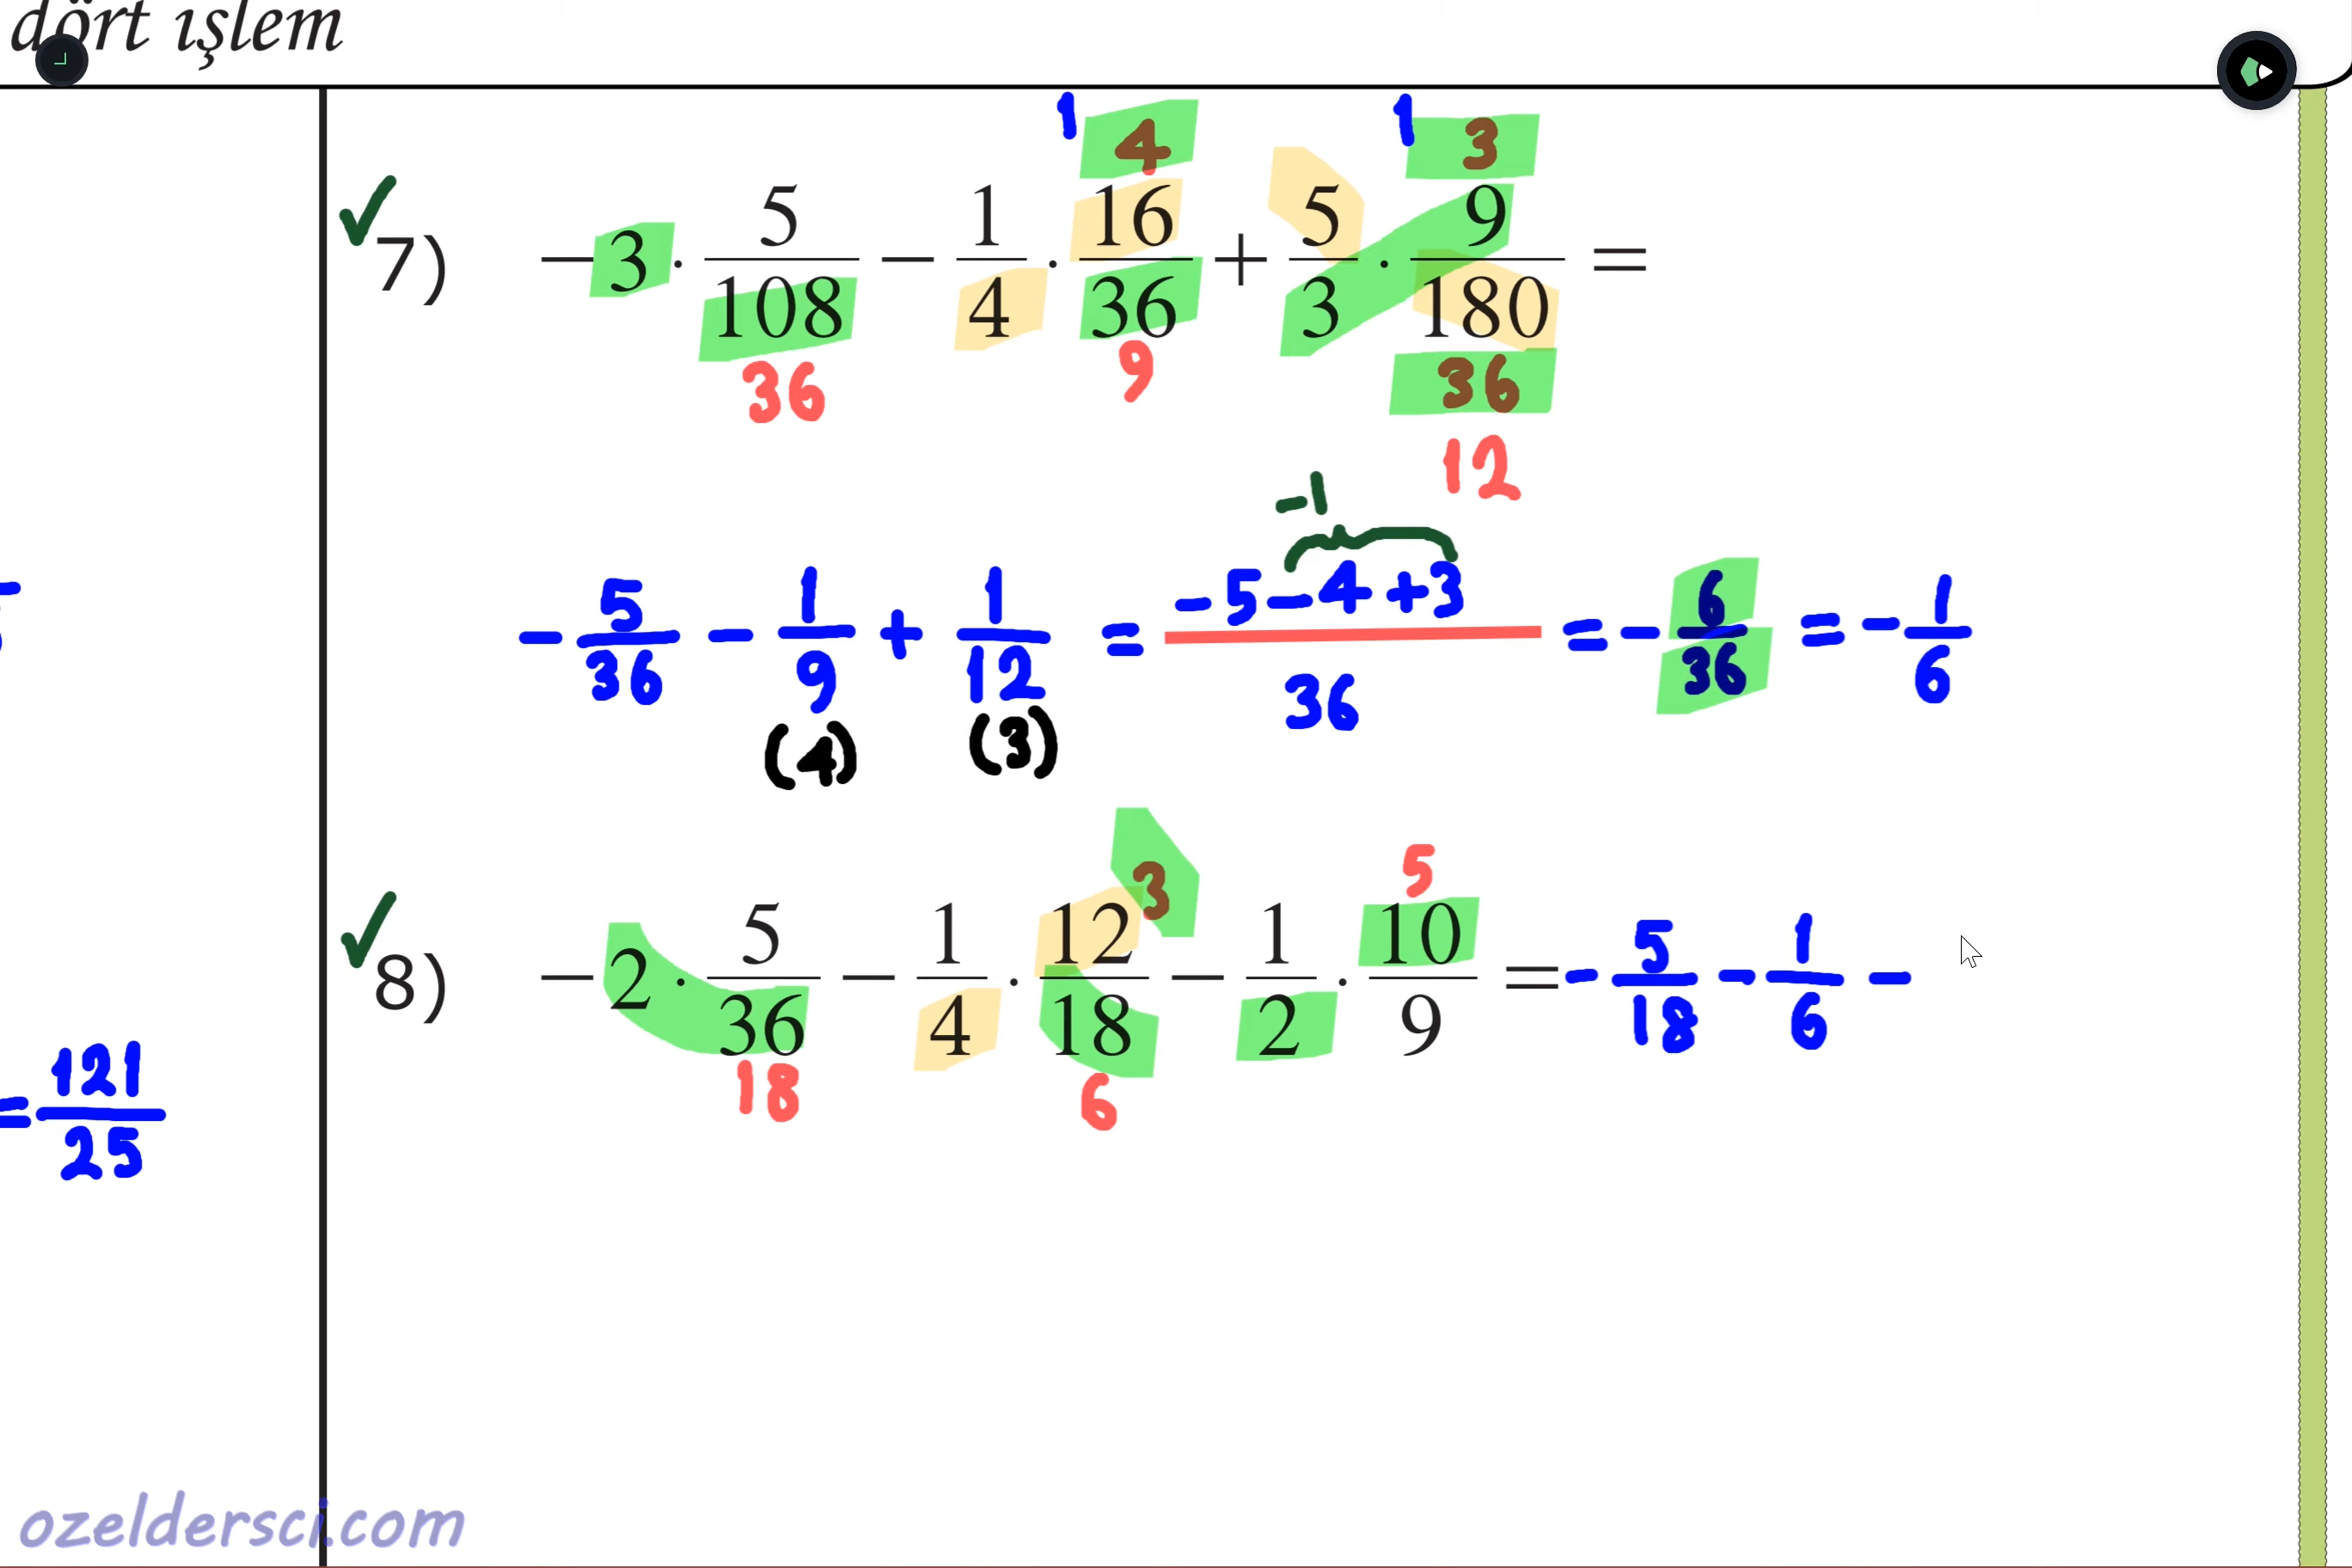 dört işlem
7) −3 · 5/108 − 1/4 · 16/36 + 5/3 · 9/180 =
1 4 1 3
36 9 36
12
-1
- 5/36 - 1/9 + 1/12 = -5-4+3/36 = - 6/36 = - 1/6
(4) (3)
8) −2 · 5/36 − 1/4 · 12/18 − 1/2 · 10/9 = - 5/18 - 1/6 -
3 5
18 6
= 121/25
ozeldersci.com